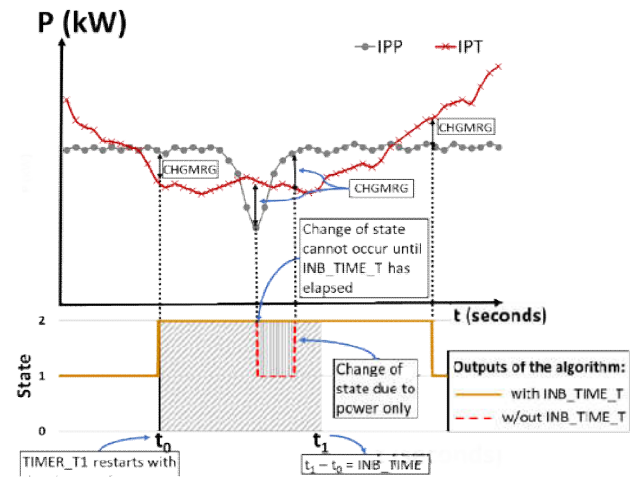 P (kW)
IPP
IPT
CHGMRG
CHGMRG
CHGMRG
Change of state
cannot occur until
INB_TIME_T has
elapsed
t (seconds)
2
1
0
State
Change of
state due to
power only
Outputs of the algorithm:
with INB_TIME_T
w/out INB_TIME_T
t0
t1
TIMER_T1 restarts with
t1 – t0 = INB_TIME